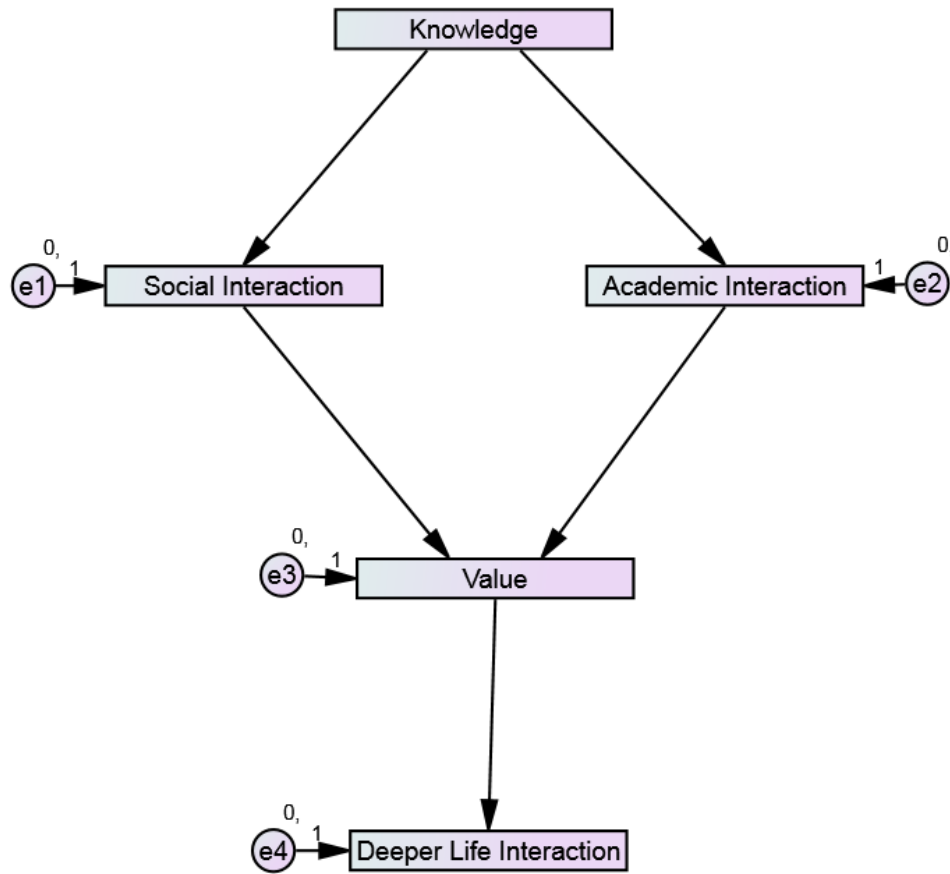 Knowledge
0,
1
e1
Social Interaction
Academic Interaction
1
0
e2
0,
1
e3
Value
0,
1
e4
Deeper Life Interaction